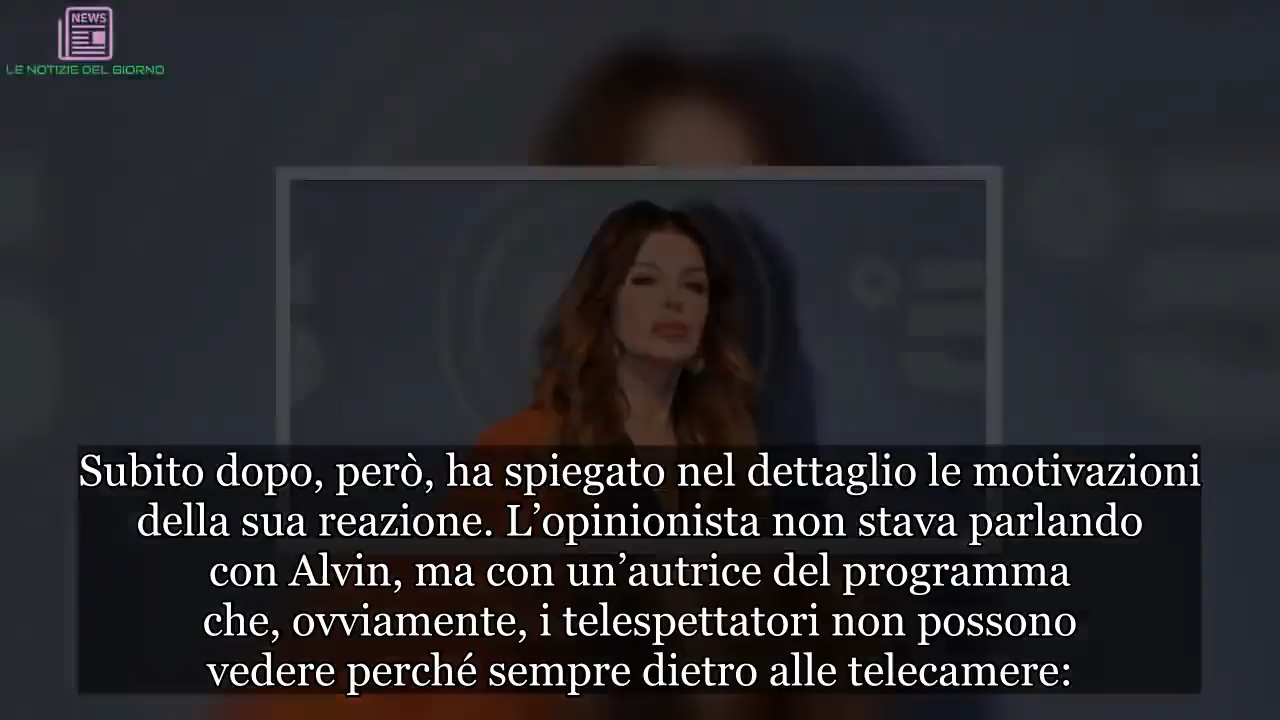 NEWS
LE NOTIZIE DEL GIORNO
Subito dopo, però, ha spiegato nel dettaglio le motivazioni
della sua reazione. L’opinionista non stava parlando
con Alvin, ma con un’autrice del programma
che, ovviamente, i telespettatori non possono
vedere perché sempre dietro alle telecamere: